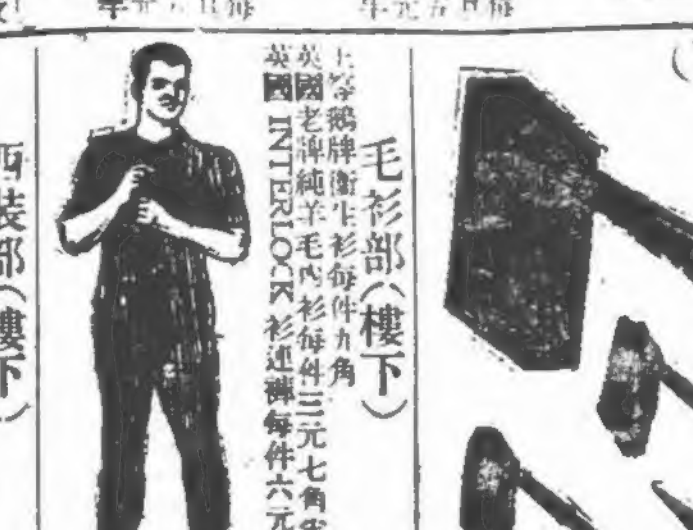 毛衫部（樓下）
上等鵝牌衛生衫每件九角
英國老牌純羊毛內衫每件三元七角
英國 INTERLOCK 衫連褲每件六元
西裝部（樓下）